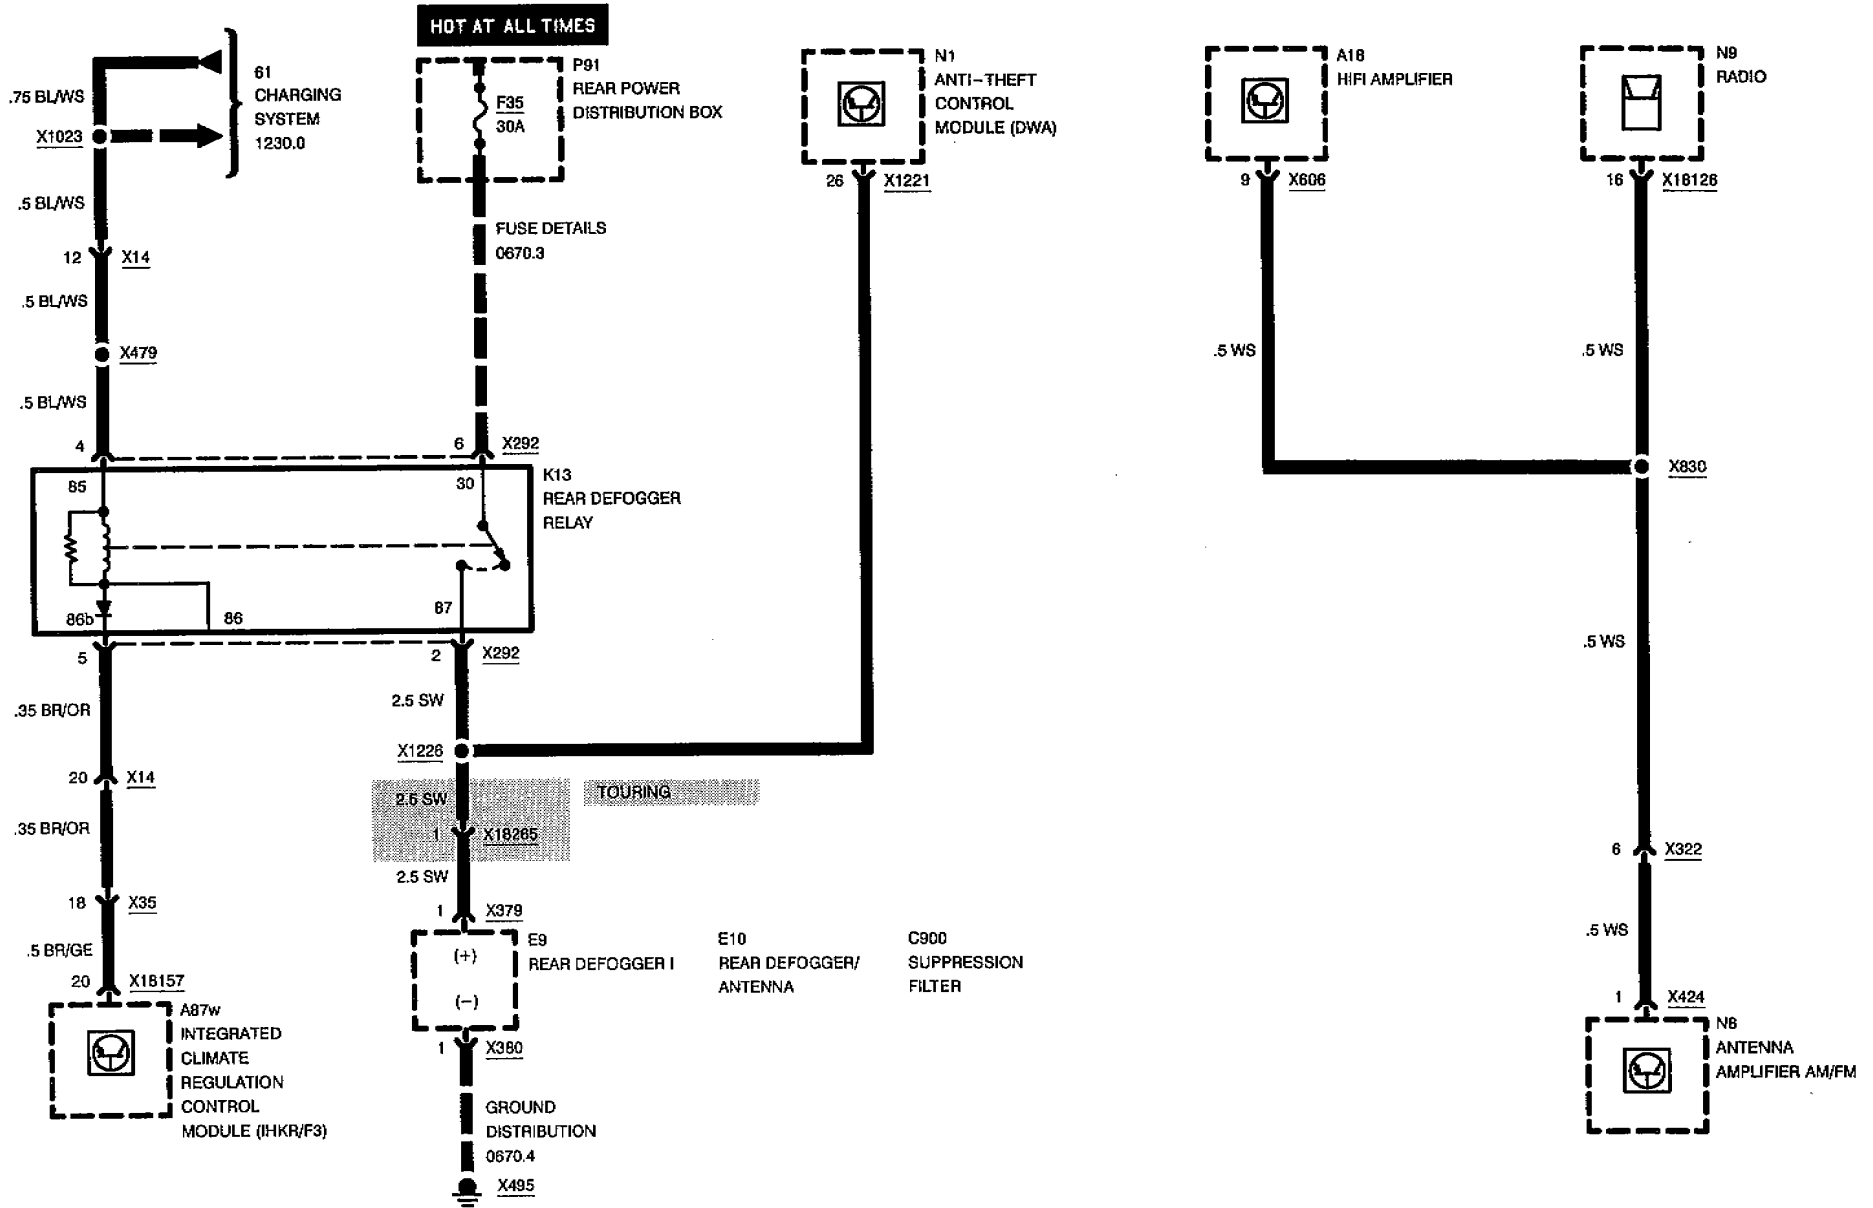 HOT AT ALL TIMES
61
CHARGING
SYSTEM
1230.0
.75 BL/WS
X1023
.5 BL/WS
12
X14
.5 BL/WS
X479
.5 BL/WS
4
P91
REAR POWER
DISTRIBUTION BOX
F35
30A
FUSE DETAILS
0670.3
6
X292
N1
ANTI-THEFT
CONTROL
MODULE (DWA)
26
X1221
A18
HIFI AMPLIFIER
9
X606
N9
RADIO
16
X18126
.5 WS
.5 WS
X830
85
30
K13
REAR DEFOGGER
RELAY
86b
86
87
5
2
X292
.35 BR/OR
2.5 SW
X1226
20
X14
2.5 SW
TOURING
.35 BR/OR
1
X18265
2.5 SW
18
X35
1
X379
.5 BR/GE
20
X18157
A87w
INTEGRATED
CLIMATE
REGULATION
CONTROL
MODULE (IHKR/F3)
E9
REAR DEFOGGER I
(+)
(-)
E10
REAR DEFOGGER/
ANTENNA
C900
SUPPRESSION
FILTER
1
X380
GROUND
DISTRIBUTION
0670.4
X495
.5 WS
6
X322
.5 WS
1
X424
N8
ANTENNA
AMPLIFIER AM/FM